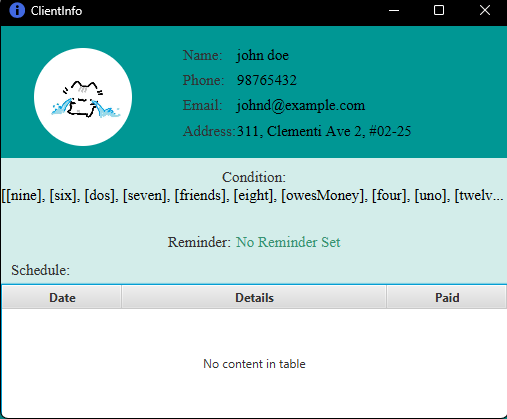 ClientInfo
Name: john doe
Phone: 98765432
Email: johnd@example.com
Address:311, Clementi Ave 2, #02-25
Condition:
[[nine], [six], [dos], [seven], [friends], [eight], [owesMoney], [four], [uno], [twelv...
Reminder: No Reminder Set
Schedule:
Date Details Paid
No content in table